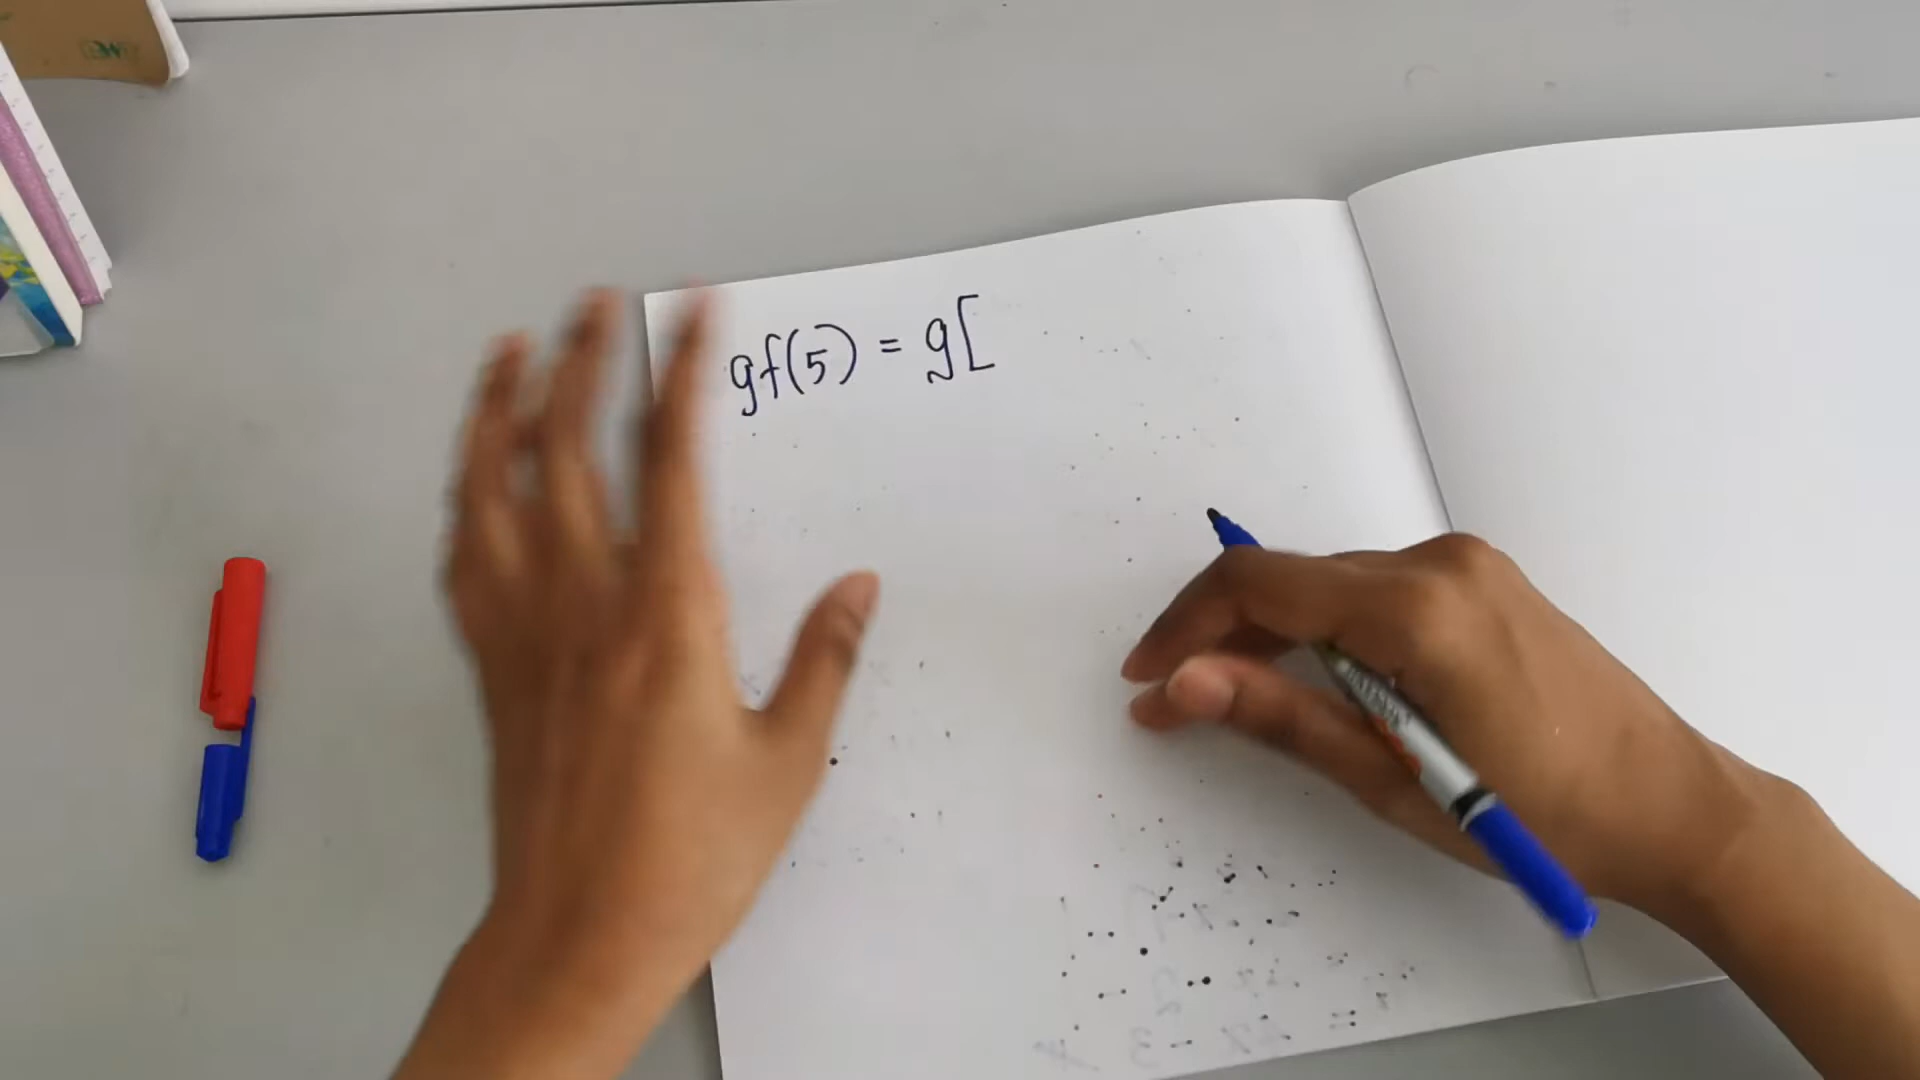 gf(5) = g[